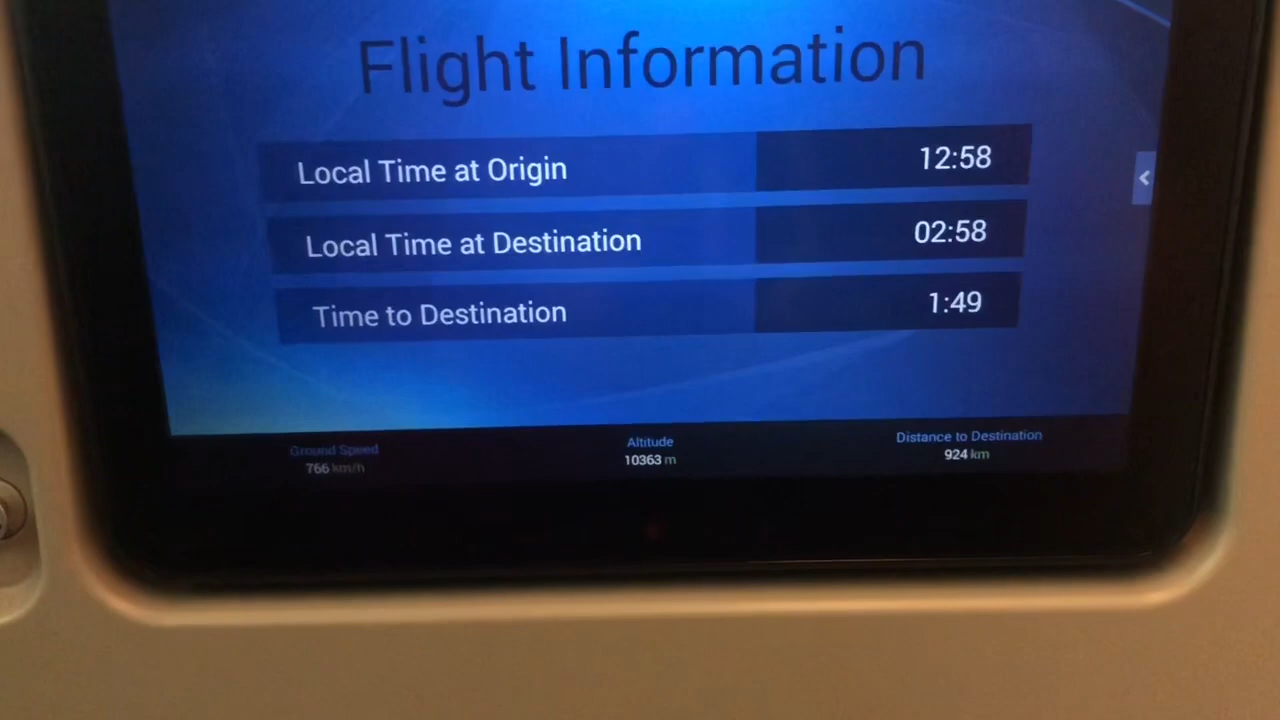 Flight Information
Local Time at Origin 12:58
Local Time at Destination 02:58
Time to Destination 1:49
Ground Speed Altitude Distance to Destination
766 km/h 10363 m 924 km